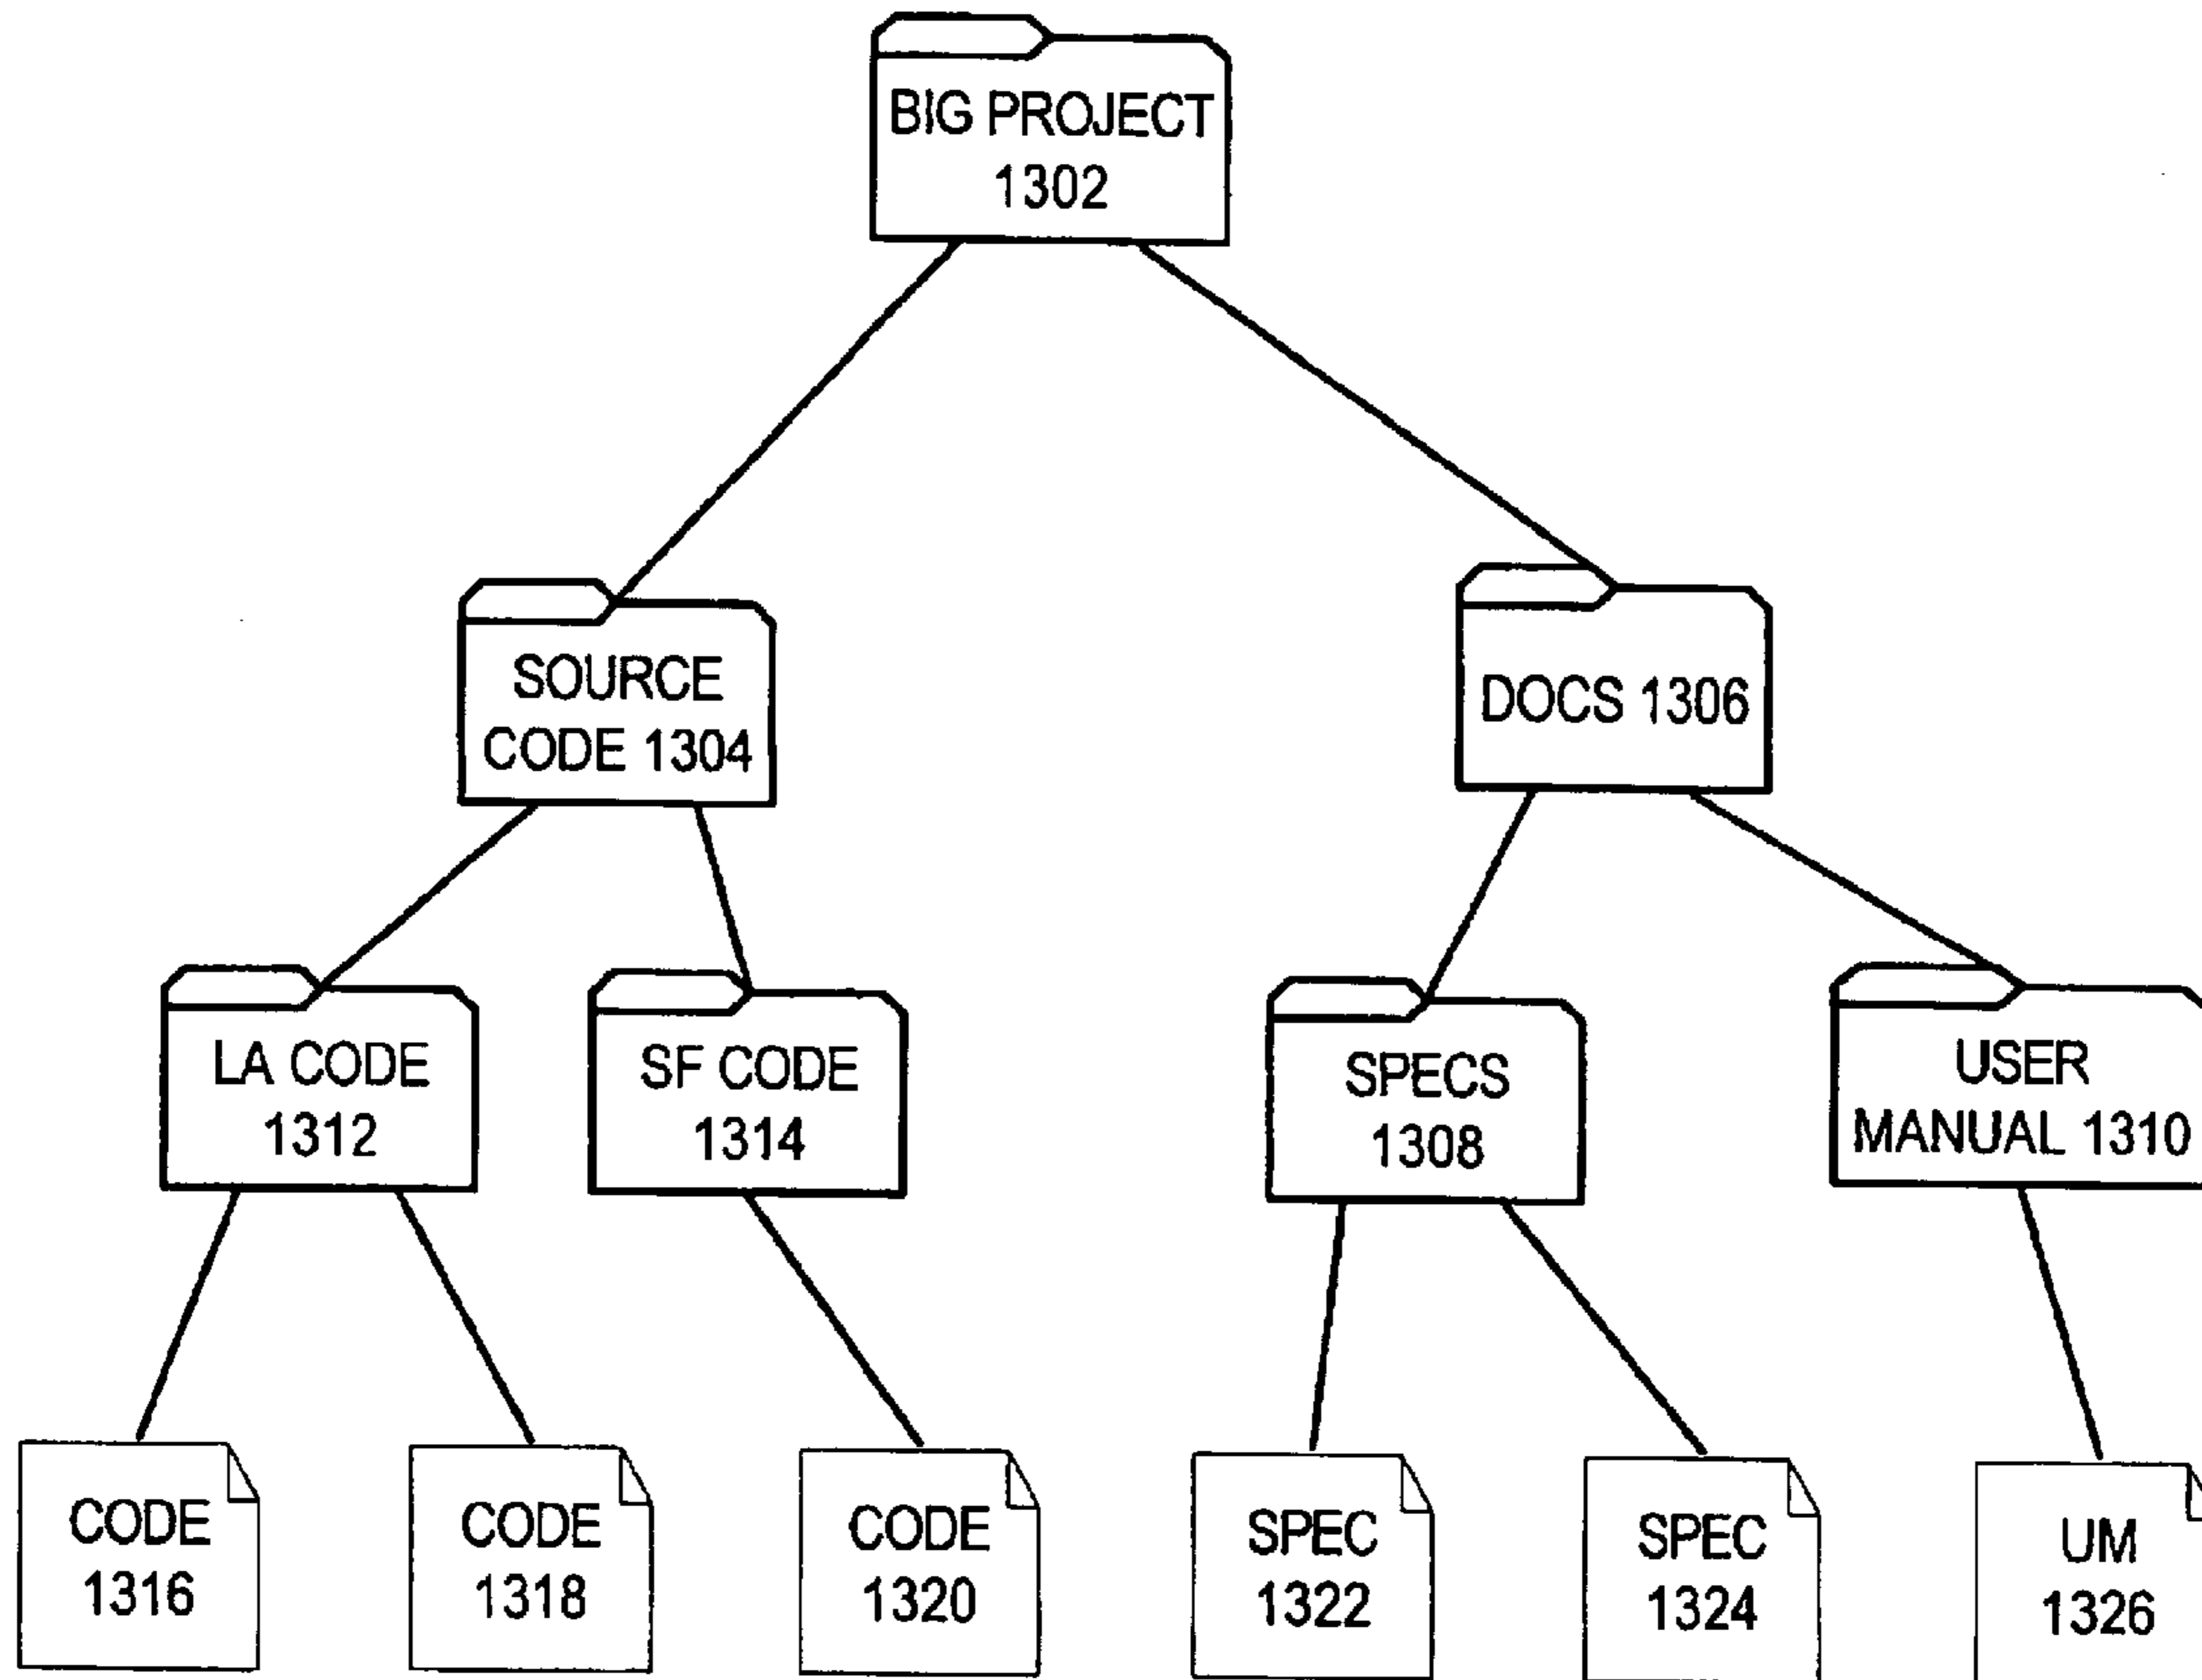 BIG PROJECT
1302
SOURCE
CODE 1304
DOCS 1306
LA CODE
1312
SF CODE
1314
SPECS
1308
USER
MANUAL 1310
CODE
1316
CODE
1318
CODE
1320
SPEC
1322
SPEC
1324
UM
1326